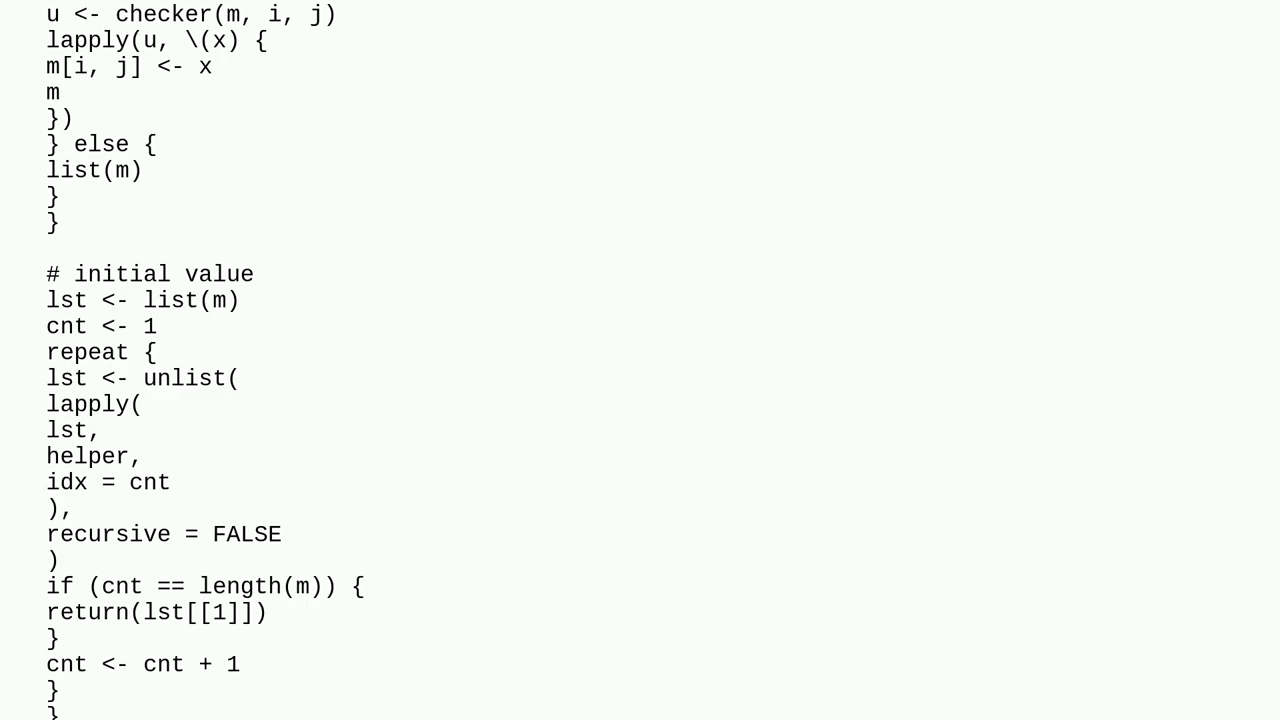 u <- checker(m, i, j)
lapply(u, \(x) {
m[i, j] <- x
m
})
} else {
list(m)
}
}

# initial value
lst <- list(m)
cnt <- 1
repeat {
lst <- unlist(
lapply(
lst,
helper,
idx = cnt
),
recursive = FALSE
)
if (cnt == length(m)) {
return(lst[[1]])
}
cnt <- cnt + 1
}
}